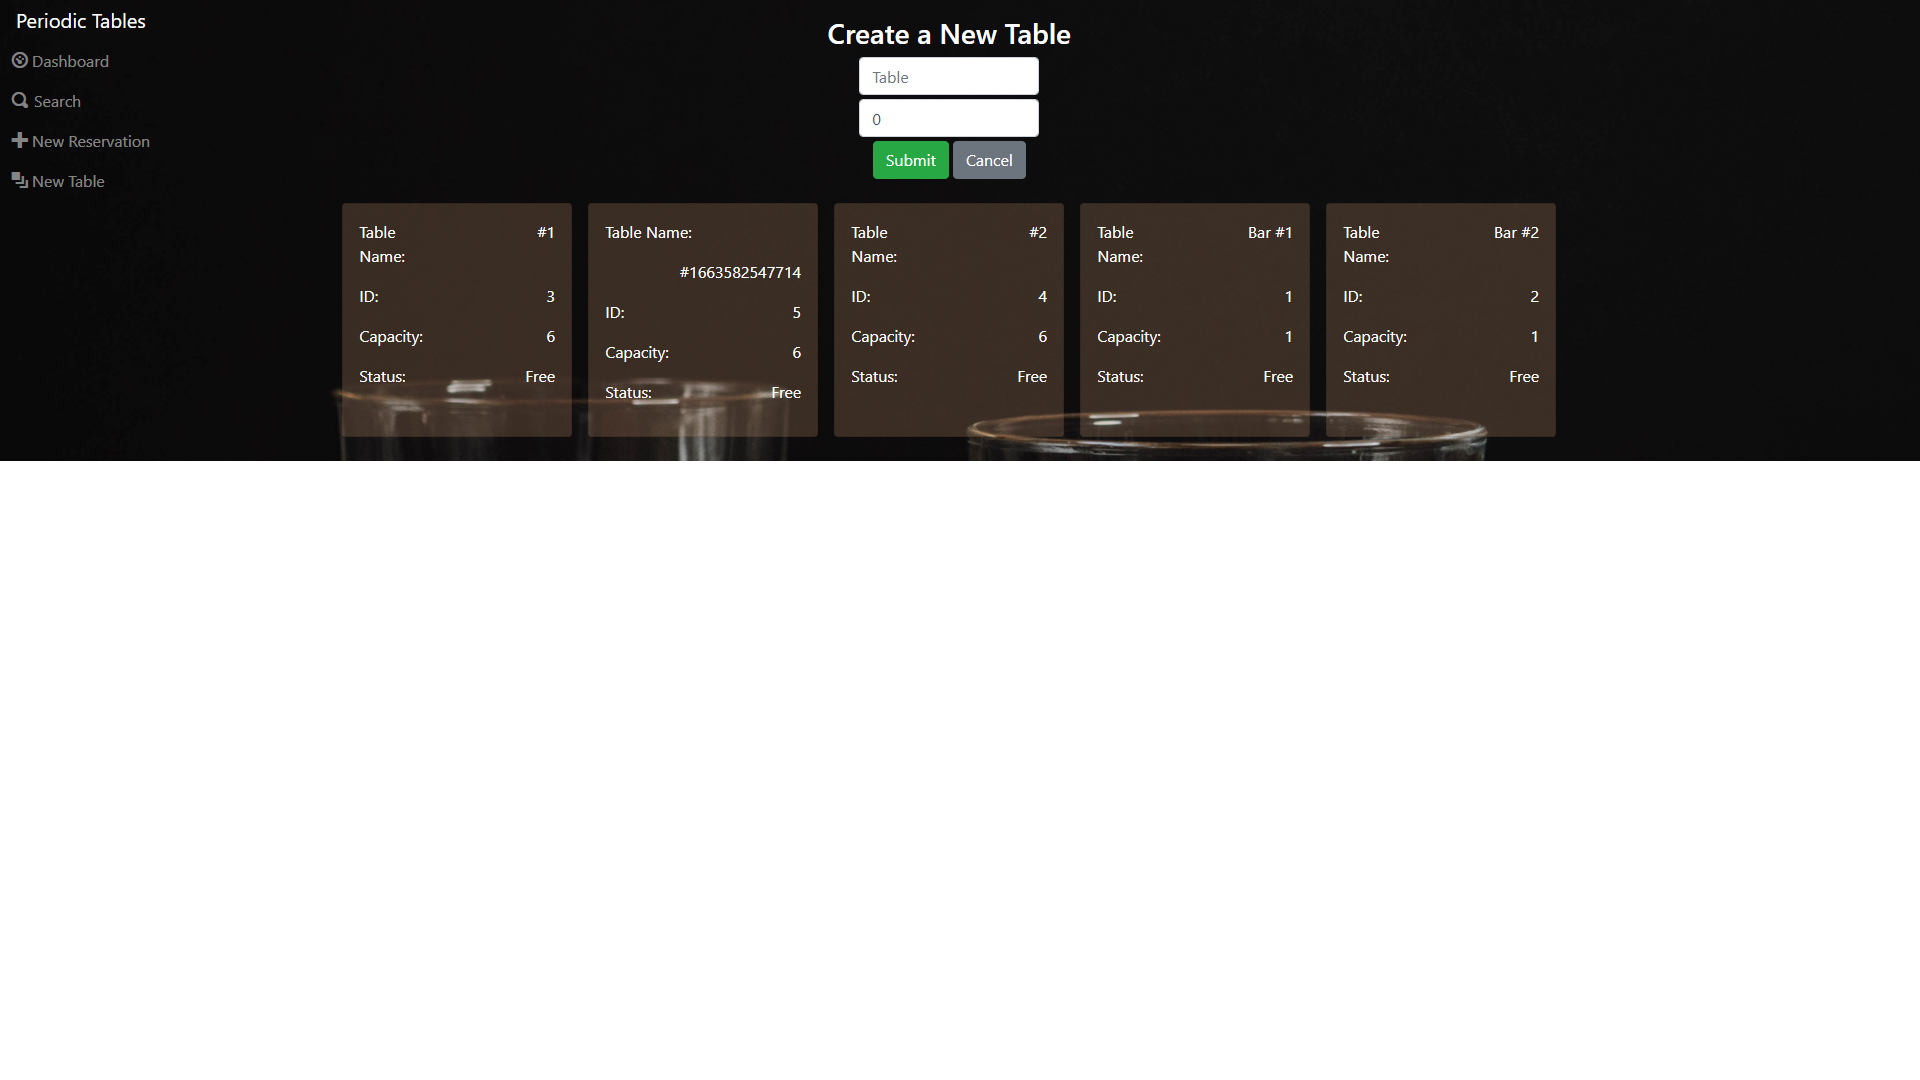 Periodic Tables
Dashboard
Search
New Reservation
New Table
Create a New Table
Table
0
Submit Cancel
Table Name: #1
ID: 3
Capacity: 6
Status: Free
Table Name:
#1663582547714
ID: 5
Capacity: 6
Status: Free
Table Name: #2
ID: 4
Capacity: 6
Status: Free
Table Name: Bar #1
ID: 1
Capacity: 1
Status: Free
Table Name: Bar #2
ID: 2
Capacity: 1
Status: Free